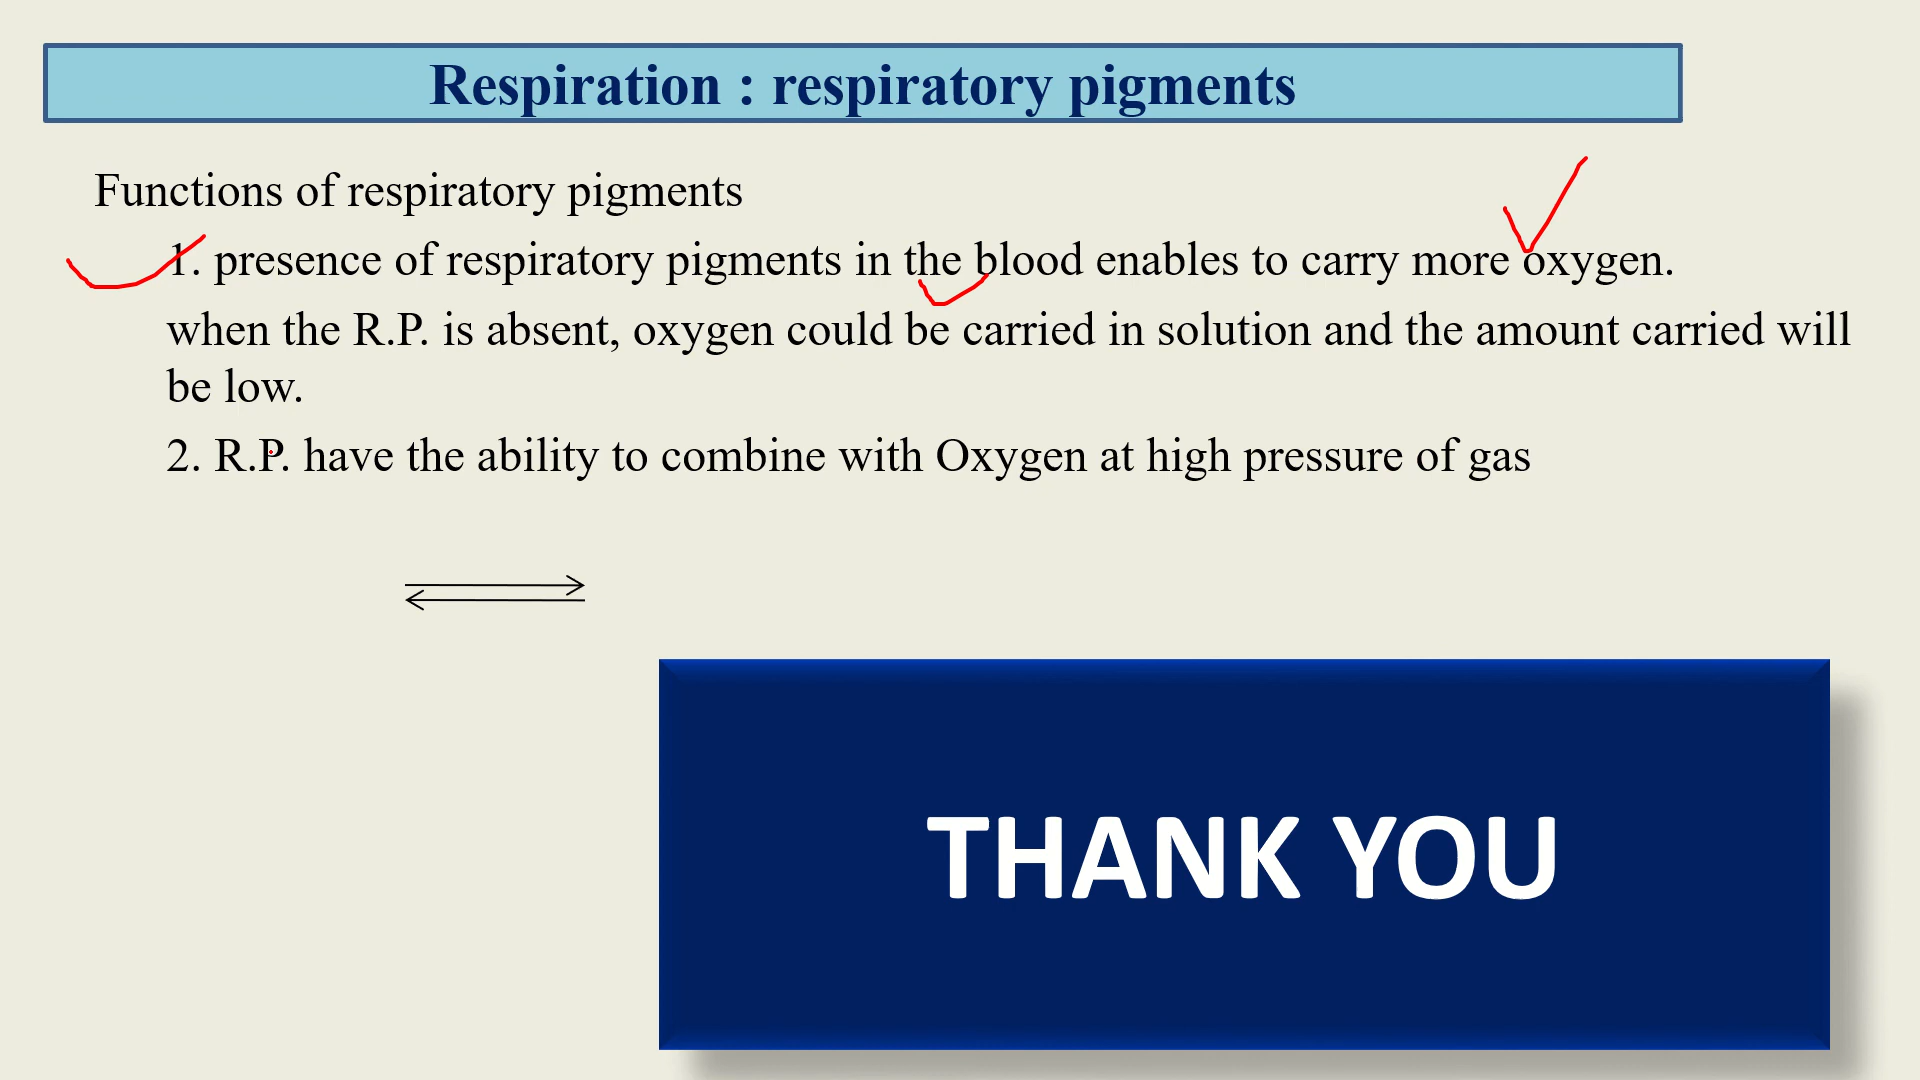 Respiration : respiratory pigments
Functions of respiratory pigments
1. presence of respiratory pigments in the blood enables to carry more oxygen.
when the R.P. is absent, oxygen could be carried in solution and the amount carried will
be low.
2. R.P. have the ability to combine with Oxygen at high pressure of gas
THANK YOU